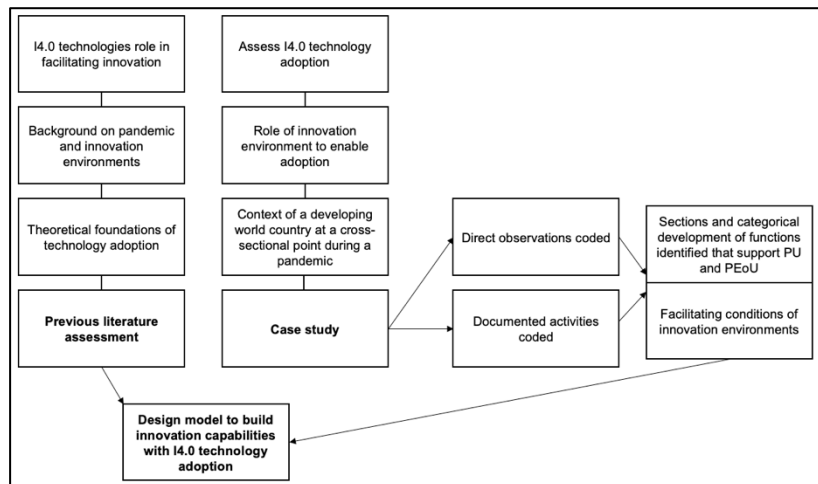 I4.0 technologies role in
facilitating innovation
Background on pandemic
and innovation
environments
Theoretical foundations of
technology adoption
Previous literature
assessment
Assess I4.0 technology
adoption
Role of innovation
environment to enable
adoption
Context of a developing
world country at a cross-
sectional point during a
pandemic
Case study
Direct observations coded
Documented activities
coded
Sections and categorical
development of functions
identified that support PU
and PEoU
Facilitating conditions of
innovation environments
Design model to build
innovation capabilities
with I4.0 technology
adoption